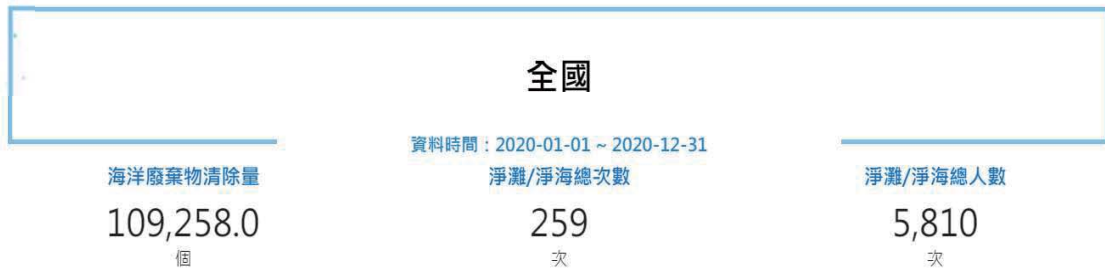 全國
資料時間：2020-01-01 ~ 2020-12-31
海洋廢棄物清除量
淨灘/淨海總次數
淨灘/淨海總人數
109,258.0
259
5,810
個
次
次